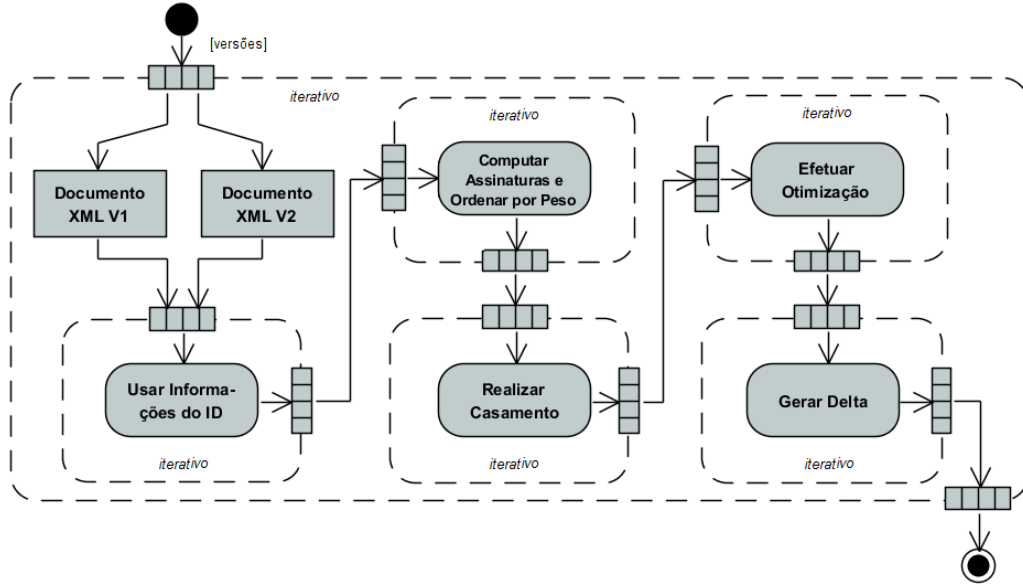 [versões]
iterativo
Documento
XML V1
Documento
XML V2
Usar Informa-
ções do ID
iterativo
iterativo
Computar
Assinaturas e
Ordenar por Peso
Realizar
Casamento
iterativo
iterativo
Efetuar
Otimização
Gerar Delta
iterativo